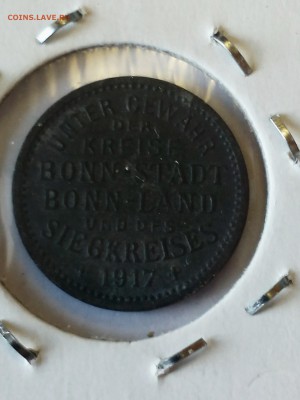 COINS.LAVE.RU
UNTER GEWÄHR
DER
KREISE
BONN-STADT
BONN-LAND
UND DES
SIEGKREISES
1917